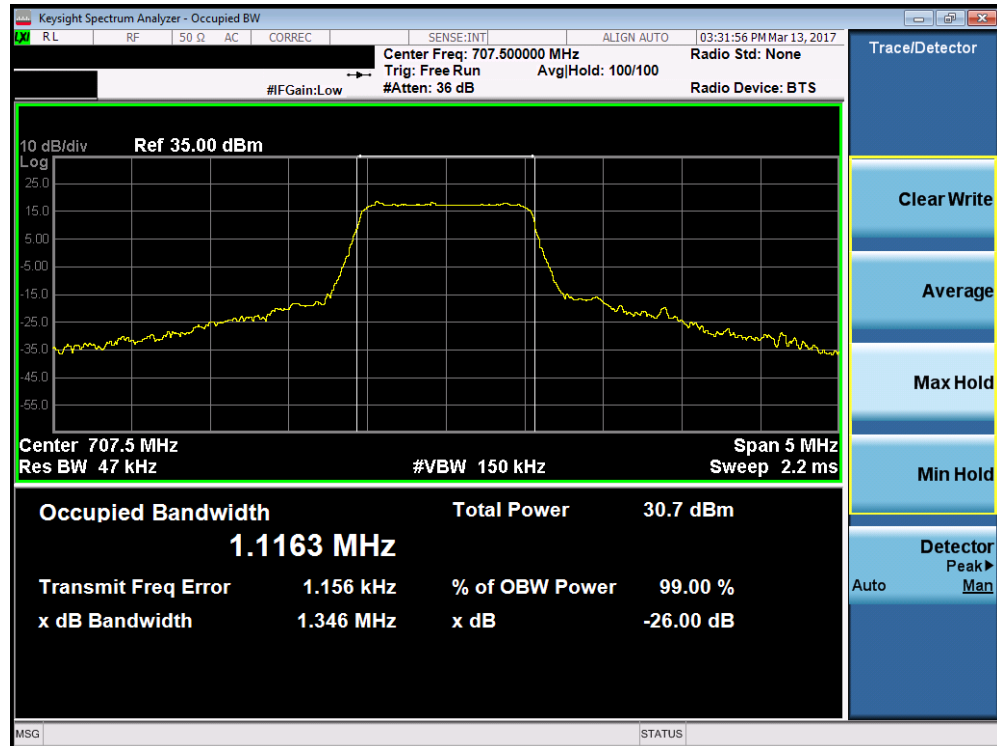 Keysight Spectrum Analyzer - Occupied BW
LXI RL RF 50 Ω AC CORREC SENSE:INT ALIGN AUTO 03:31:56 PM Mar 13, 2017
Center Freq: 707.500000 MHz Radio Std: None
Trig: Free Run Avg|Hold: 100/100
#IFGain:Low #Atten: 36 dB Radio Device: BTS
10 dB/div Ref 35.00 dBm
Log
25.0
15.0
5.00
-5.00
-15.0
-25.0
-35.0
-45.0
-55.0
Center 707.5 MHz Span 5 MHz
Res BW 47 kHz #VBW 150 kHz Sweep 2.2 ms
Occupied Bandwidth Total Power 30.7 dBm
1.1163 MHz
Transmit Freq Error 1.156 kHz % of OBW Power 99.00 %
x dB Bandwidth 1.346 MHz x dB -26.00 dB
MSG STATUS
Trace/Detector
Clear Write
Average
Max Hold
Min Hold
Detector
Peak▶
Auto Man